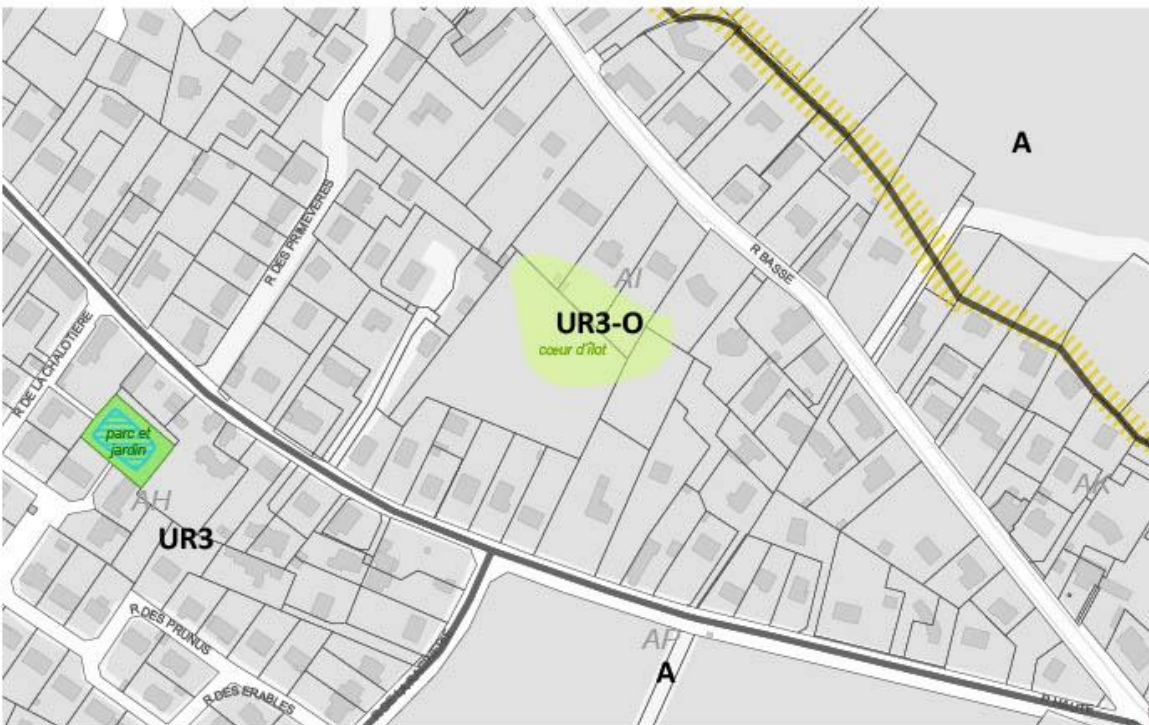 A
R. DES PRIMEVERES
R BASSE
AI
UR3-O
cœur d'îlot
R. DE LA CHALOTIERE
parc et
jardin
AK
AH
UR3
R. DES PRUNUS
AP
A
R.DES ERABLES